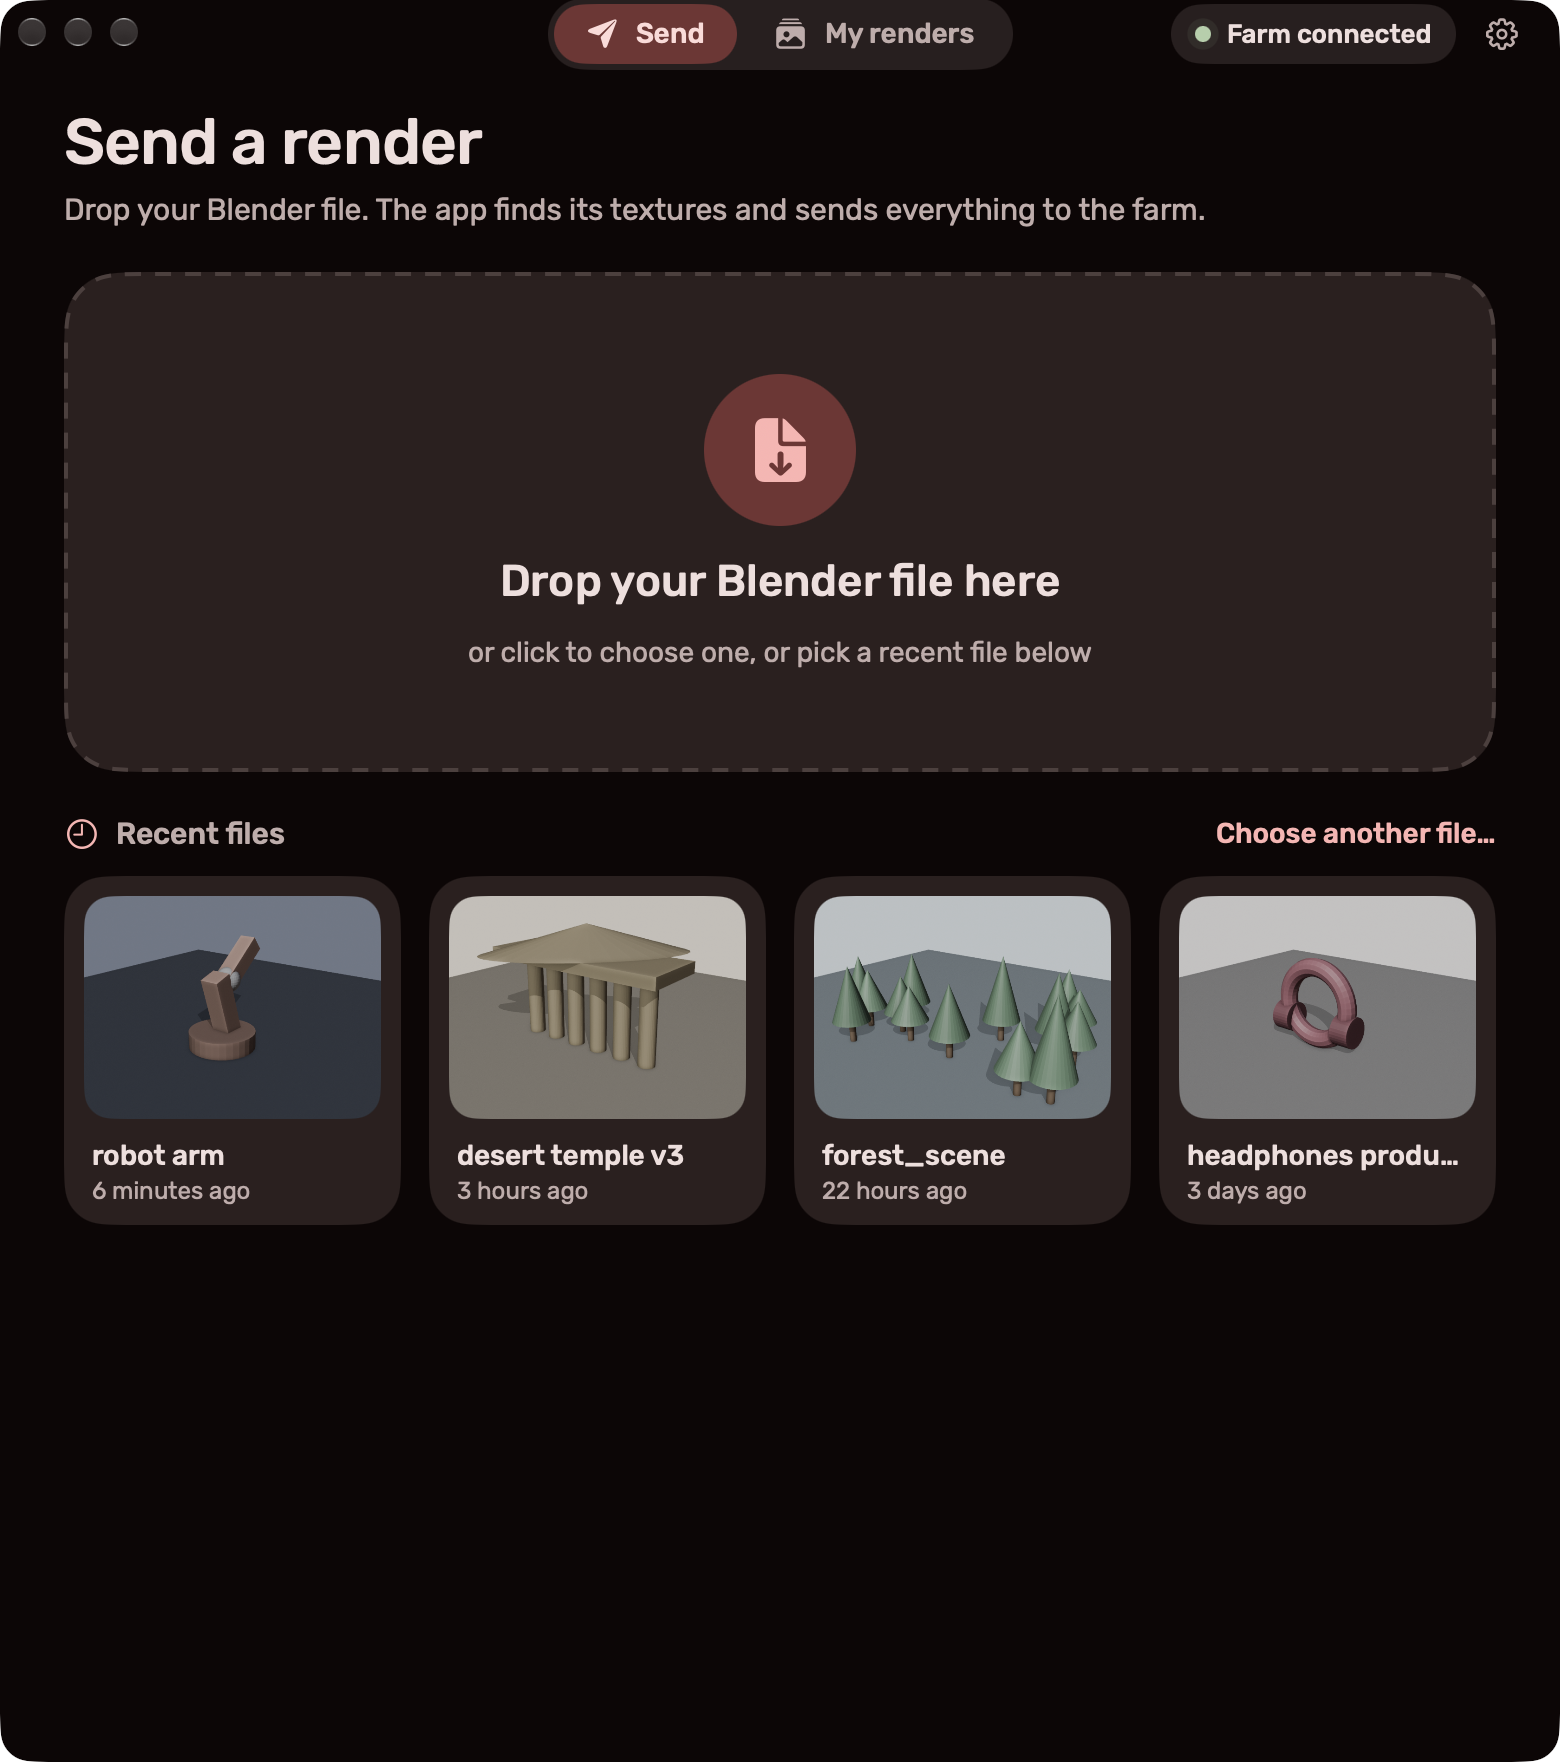 Send
My renders
Farm connected
Send a render
Drop your Blender file. The app finds its textures and sends everything to the farm.
Drop your Blender file here
or click to choose one, or pick a recent file below
Recent files
Choose another file…
robot arm
6 minutes ago
desert temple v3
3 hours ago
forest_scene
22 hours ago
headphones produ…
3 days ago